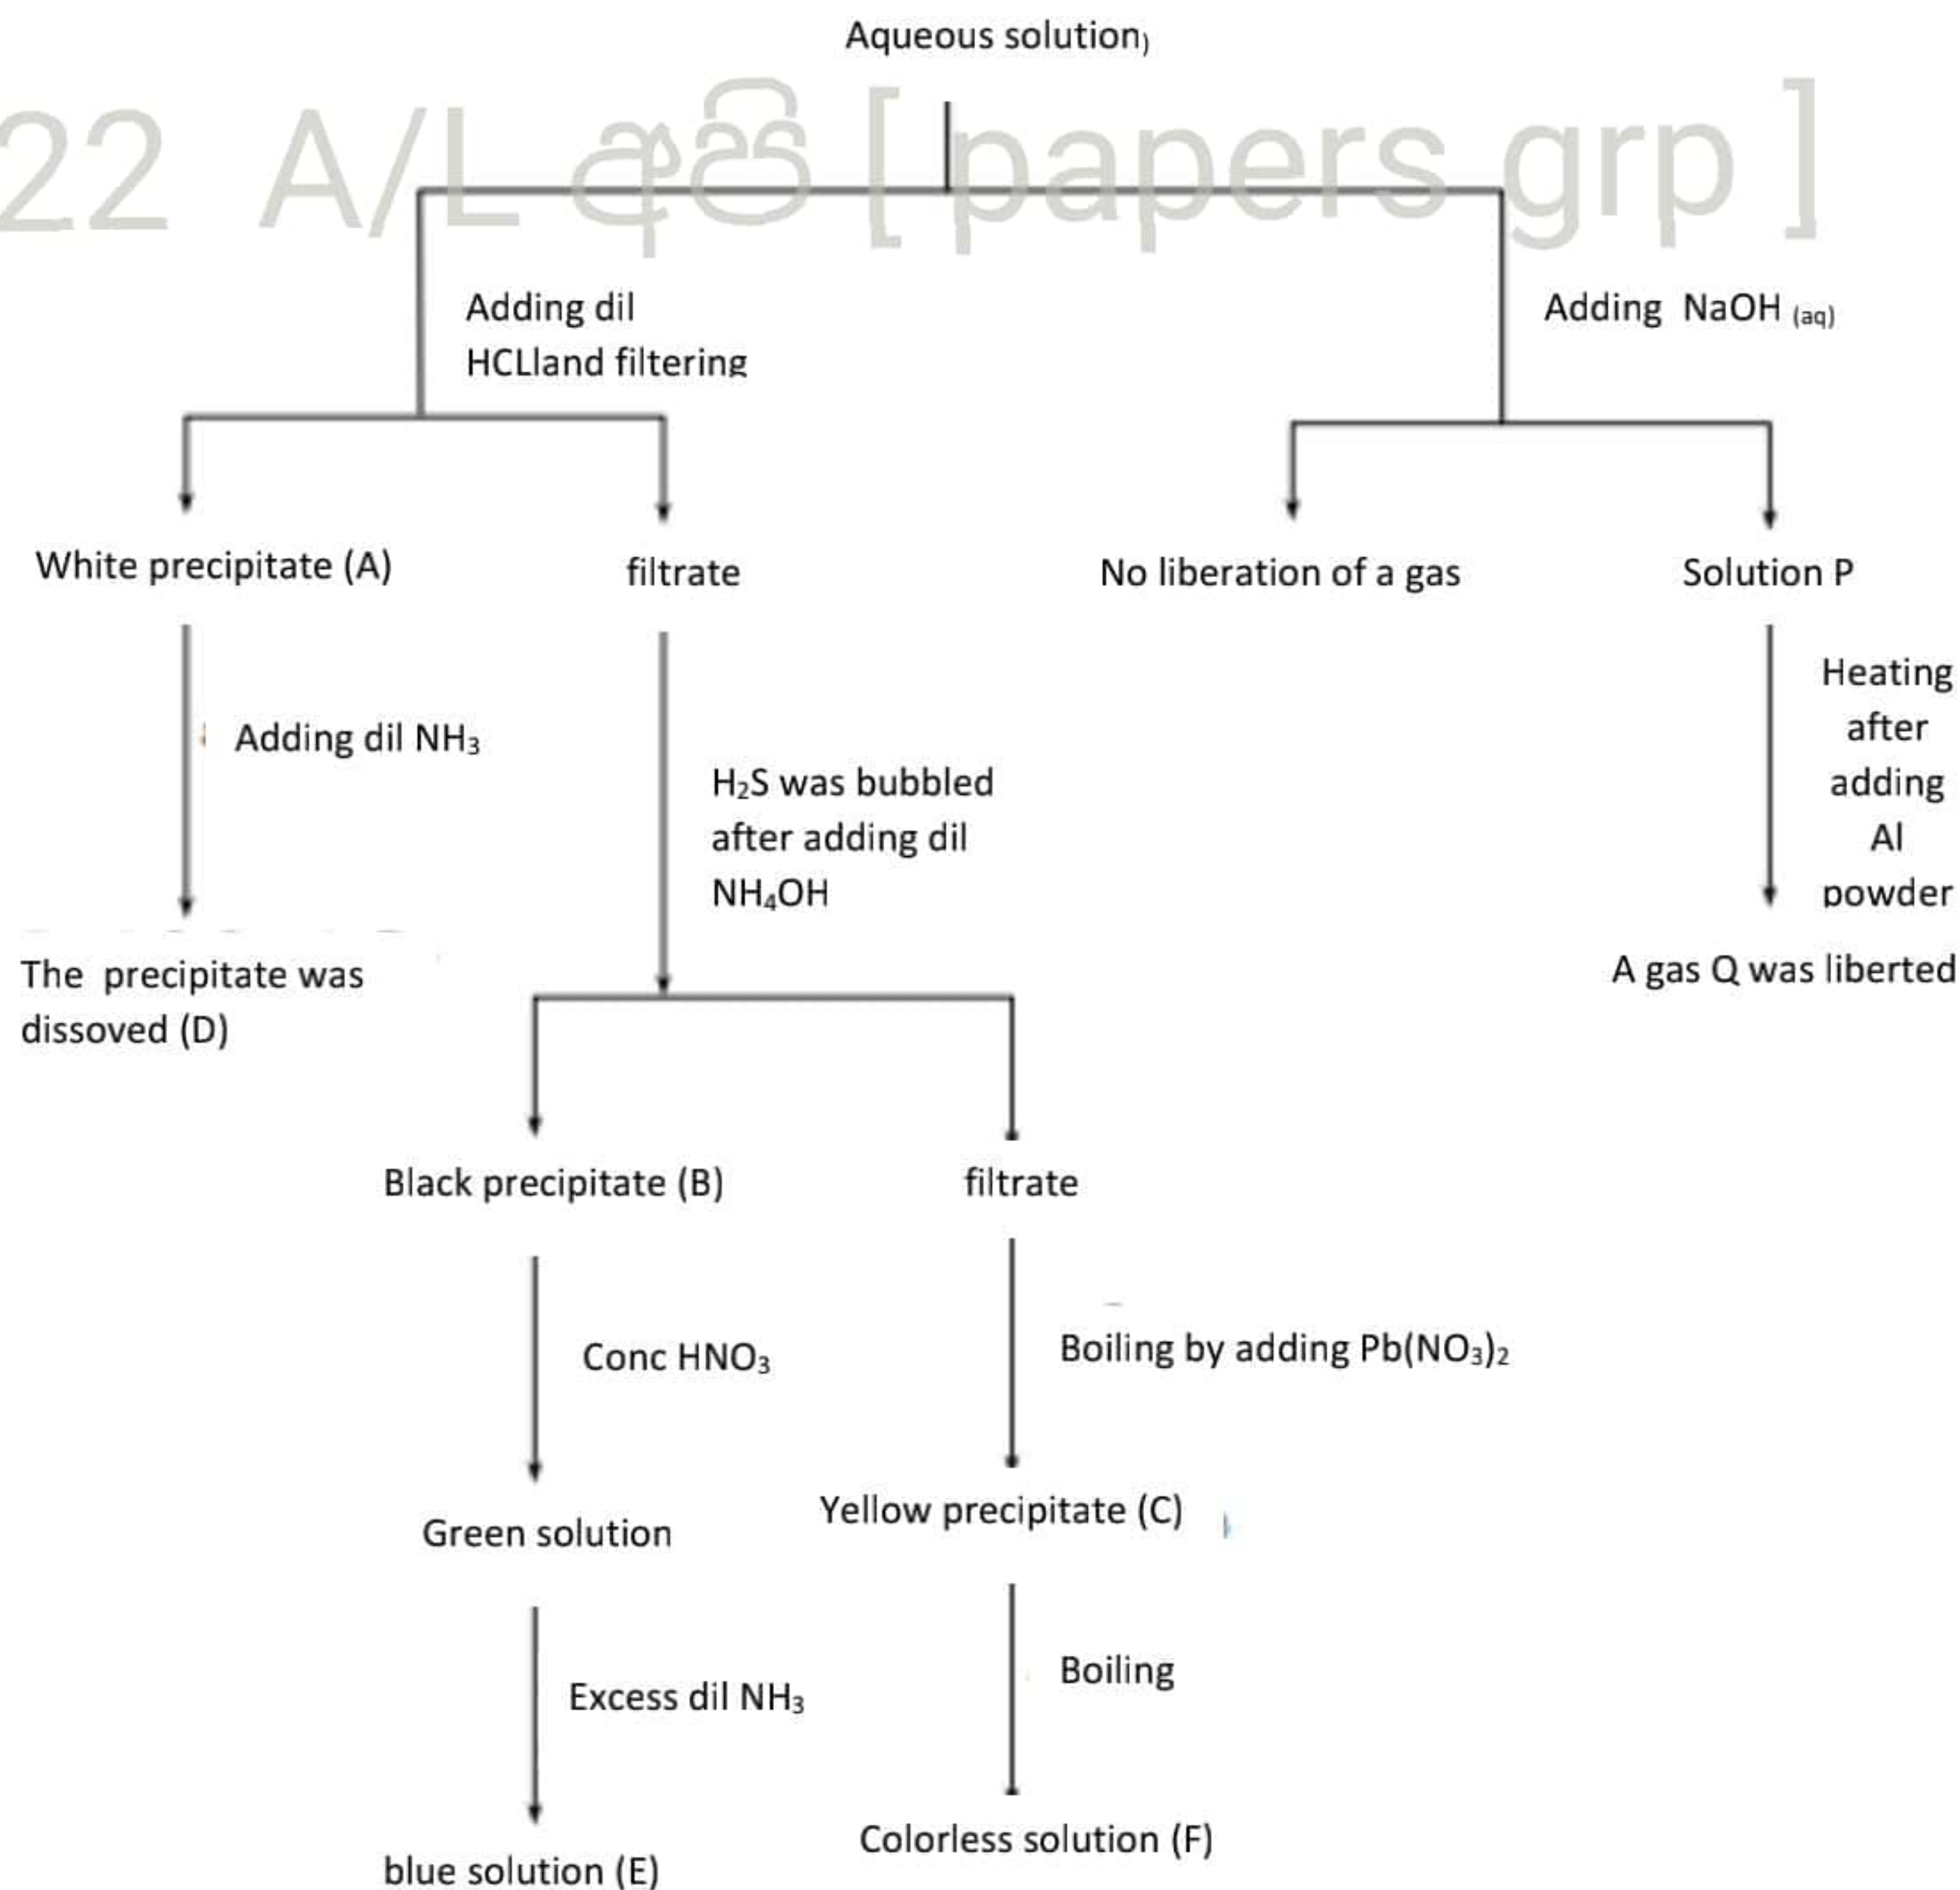 Aqueous solution)
22 A/L අපි [ papers grp ]
Adding dil
HCLland filtering
Adding NaOH (aq)
White precipitate (A)
filtrate
No liberation of a gas
Solution P
Adding dil NH₃
H₂S was bubbled
after adding dil
NH₄OH
Heating
after
adding
Al
powder
The precipitate was
dissoved (D)
A gas Q was liberted
Black precipitate (B)
filtrate
Conc HNO₃
Boiling by adding Pb(NO₃)₂
Green solution
Yellow precipitate (C)
Excess dil NH₃
Boiling
blue solution (E)
Colorless solution (F)